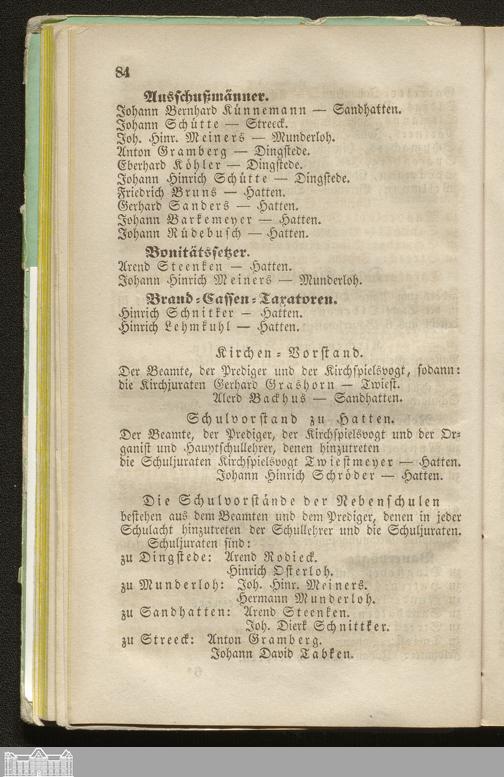 84
Ausschußmänner.
Johann Bernhard Künnemann — Sandhatten.
Johann Schütte — Streek.
Joh. Hinr. Meiners — Munderloh.
Anton Gramberg — Dingstede.
Eberhard Köhler — Dingstede.
Johann Hinrich Schütte — Dingstede.
Friedrich Bruns — Hatten.
Gerhard Sanders — Hatten.
Johann Barkemeyer — Hatten.
Johann Rüdebusch — Hatten.
Bonitätssetzer.
Arend Steenken — Hatten.
Johann Hinrich Meiners — Munderloh.
Brand-Cassen-Taxatoren.
Hinrich Schnitker — Hatten.
Hinrich Lehmkuhl — Hatten.
Kirchen-Vorstand.
Der Beamte, der Prediger und der Kirchspielsvogt, sodann:
die Kirchjuraten Gerhard Grashorn — Twiest.
Alerd Backhus — Sandhatten.
Schulvorstand zu Hatten.
Der Beamte, der Prediger, der Kirchspielsvogt und der Or-
ganist und Hauptschullehrer, denen hinzutreten
die Schuljuraten Kirchspielsvogt Twiestmeyer — Hatten.
Johann Hinrich Schröder — Hatten.
Die Schulvorstände der Nebenschulen
bestehen aus dem Beamten und dem Prediger, denen in jeder
Schulacht hinzutreten der Schullehrer und die Schuljuraten.
Schuljuraten sind:
zu Dingstede: Arend Rodieck.
Hinrich Osterloh.
zu Munderloh: Joh. Hinr. Meiners.
Hermann Munderloh.
zu Sandhatten: Arend Steenken.
Joh. Dierk Schnittker.
zu Streek: Anton Gramberg.
Johann David Tabken.